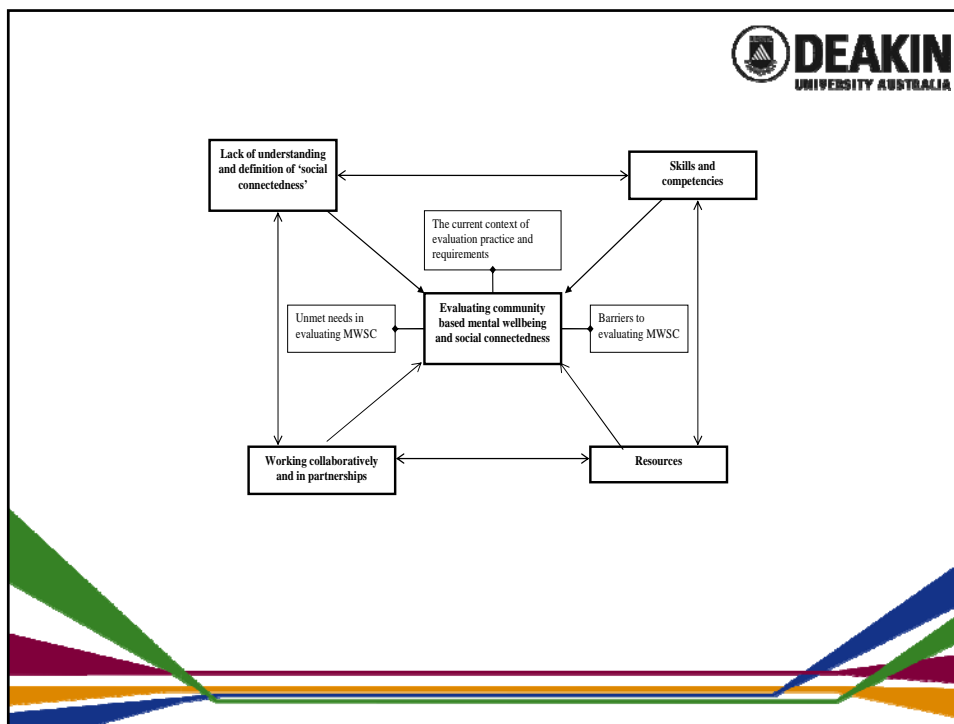 DEAKIN
UNIVERSITY AUSTRALIA
Lack of understanding
and definition of ‘social
connectedness’
Skills and
competencies
The current context of
evaluation practice and
requirements
Unmet needs in
evaluating MWSC
Evaluating community
based mental wellbeing
and social connectedness
Barriers to
evaluating MWSC
Working collaboratively
and in partnerships
Resources